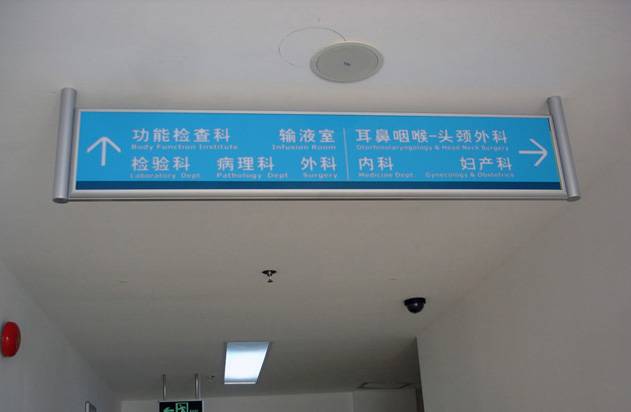 功能检查科 输液室
Body Function Institute Infusion Room
检验科 病理科 外科
Laboratory Dept. Pathology Dept Surgery
耳鼻咽喉-头颈外科
Otorhinolaryngology & Head Neck Surgery
内科 妇产科
Medicine Dept. Gynecology & Obstetrics